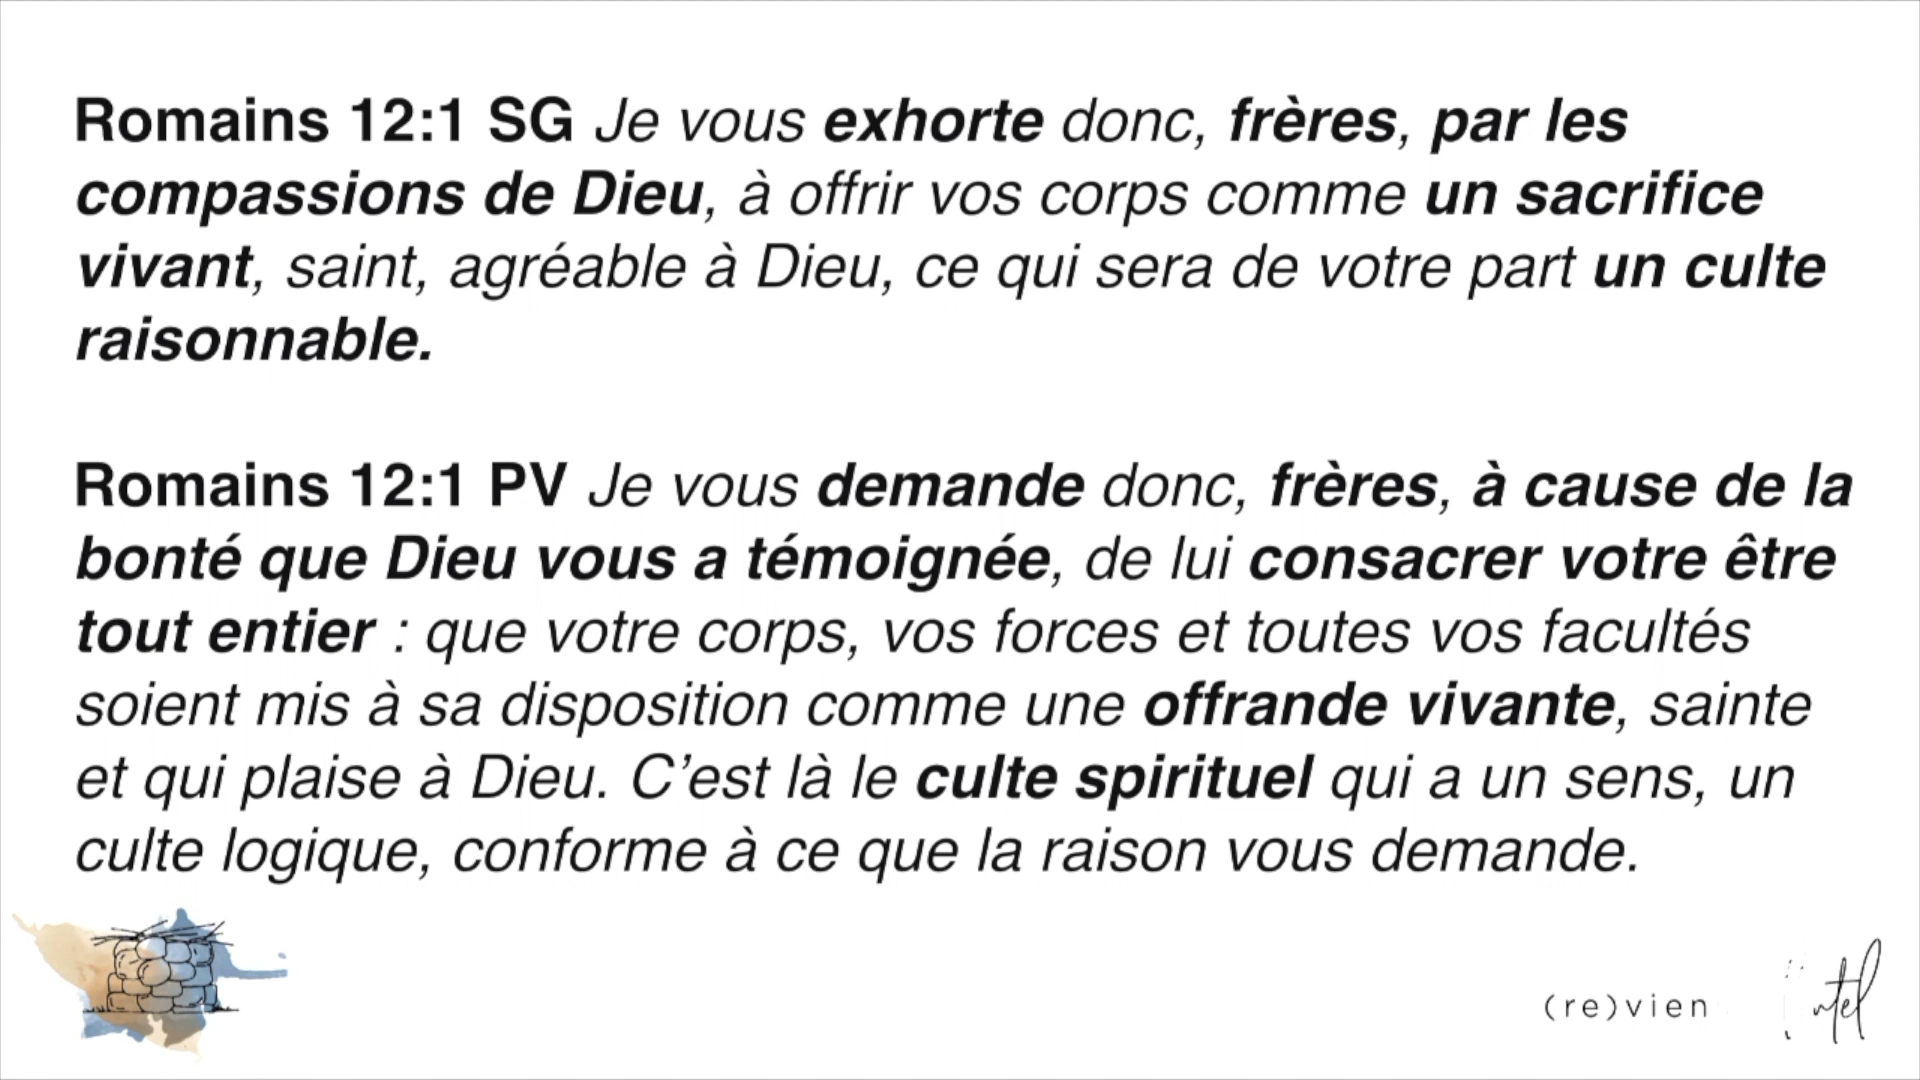 Romains 12:1 SG Je vous exhorte donc, frères, par les
compassions de Dieu, à offrir vos corps comme un sacrifice
vivant, saint, agréable à Dieu, ce qui sera de votre part un culte
raisonnable.
Romains 12:1 PV Je vous demande donc, frères, à cause de la
bonté que Dieu vous a témoignée, de lui consacrer votre être
tout entier : que votre corps, vos forces et toutes vos facultés
soient mis à sa disposition comme une offrande vivante, sainte
et qui plaise à Dieu. C’est là le culte spirituel qui a un sens, un
culte logique, conforme à ce que la raison vous demande.
(re)vien